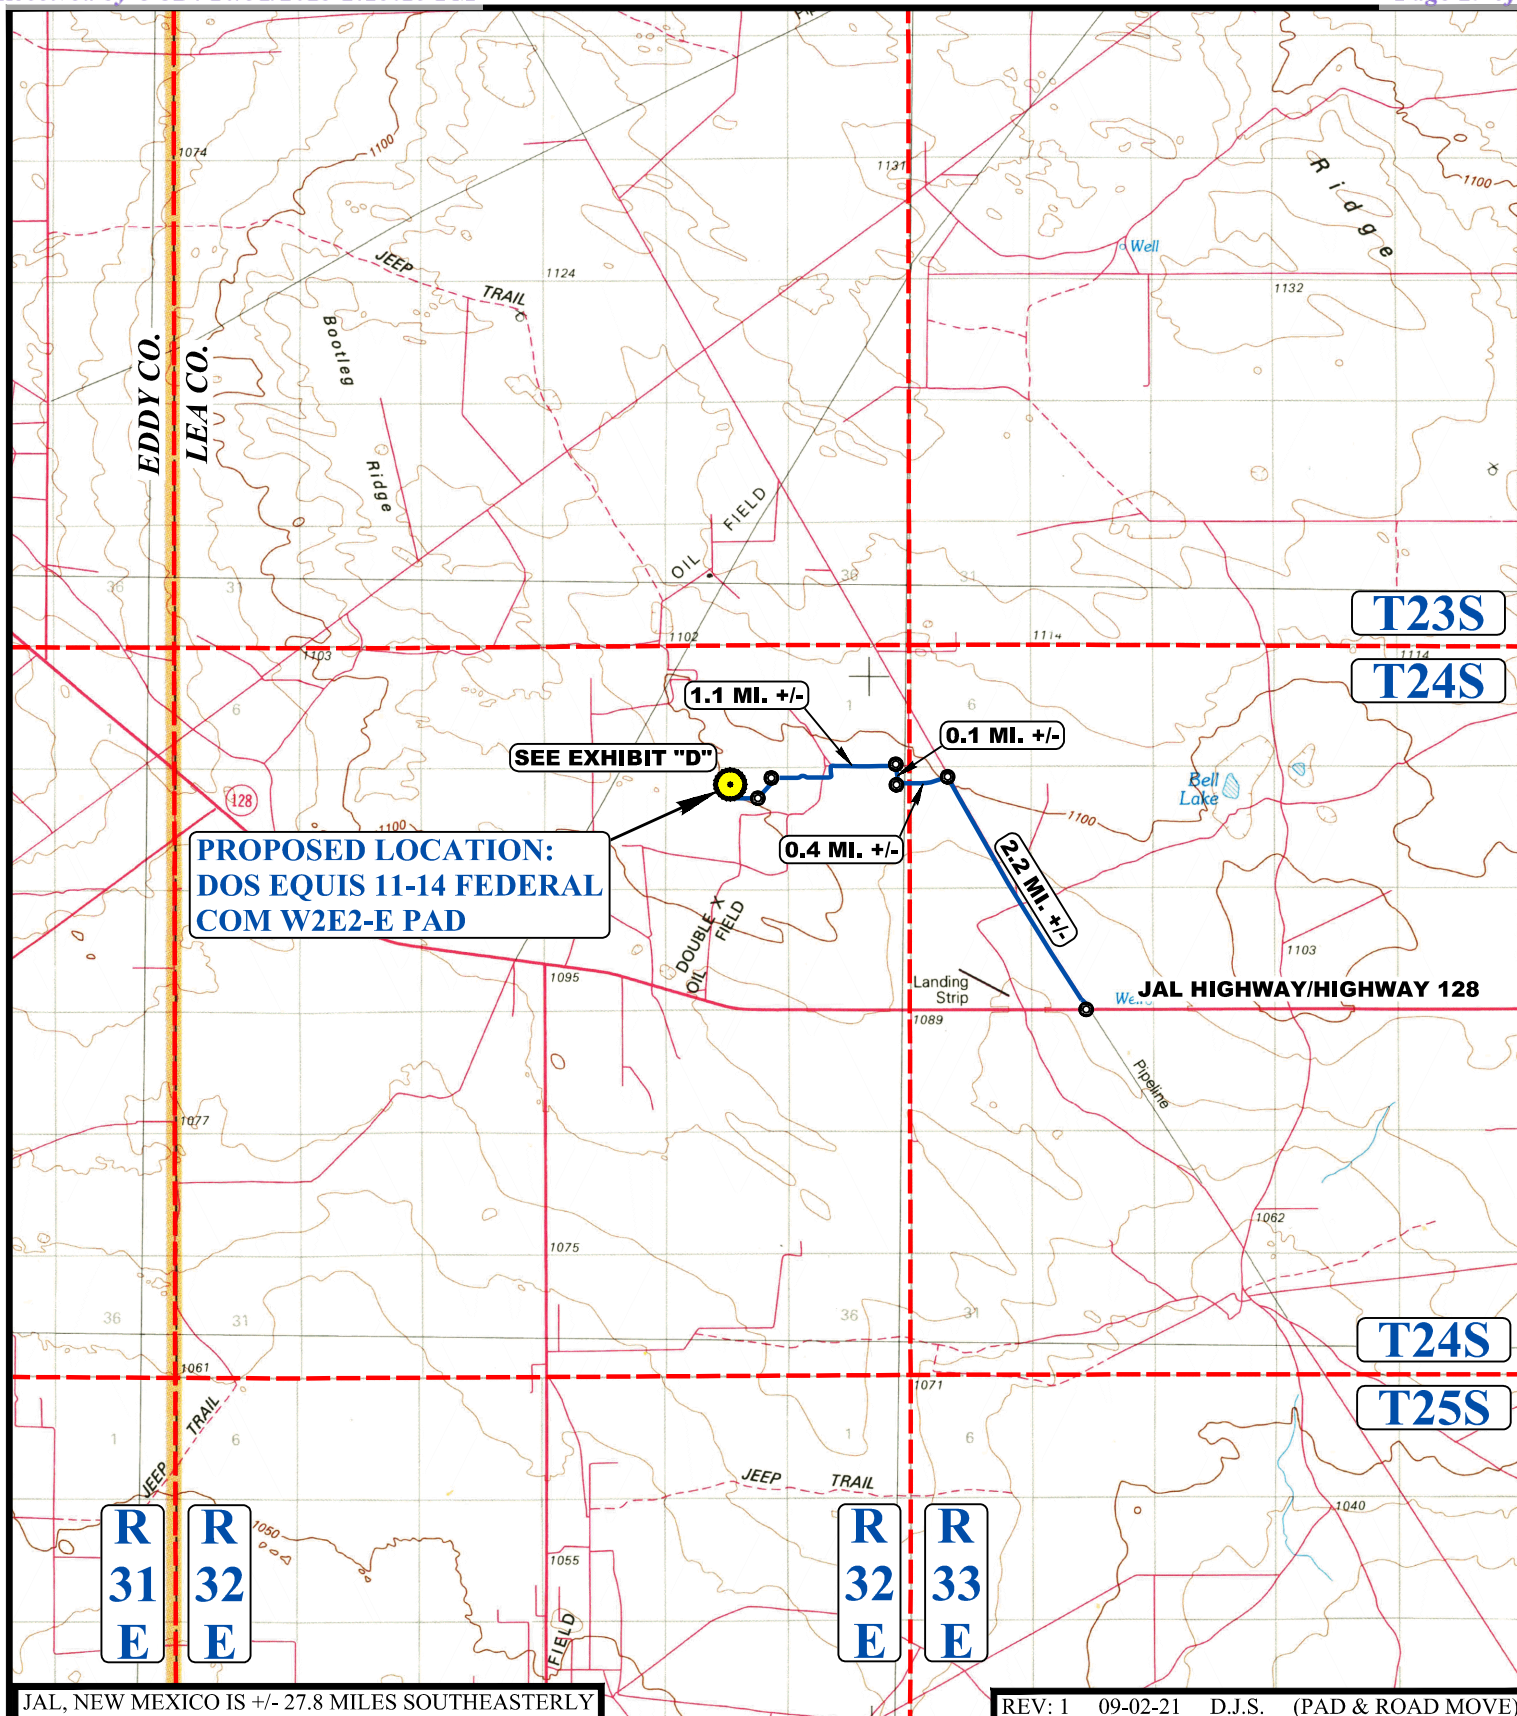 1074
1100
1131
Ridge
1100
Well
JEEP
TRAIL
1124
1132
Bootleg
EDDY CO.
LEA CO.
Ridge
OIL FIELD
36
31
36
31
T23S
1102
1114
1103
1114
T24S
1.1 MI. +/-
6
1
1
6
0.1 MI. +/-
SEE EXHIBIT "D"
128
Bell
Lake
1100
1100
0.4 MI. +/-
PROPOSED LOCATION:
DOS EQUIS 11-14 FEDERAL
COM W2E2-E PAD
2.2 MI. +/-
DOUBLE X
OIL FIELD
1103
1095
Landing
Strip
JAL HIGHWAY/HIGHWAY 128
1089
Pipeline
1077
1062
1075
36
31
36
31
T24S
1061
1071
T25S
TRAIL
JEEP
1
6
1
6
JEEP TRAIL
1040
1050
1055
R
31
E
R
32
E
R
32
E
R
33
E
FIELD
JAL, NEW MEXICO IS +/- 27.8 MILES SOUTHEASTERLY
REV: 1 09-02-21 D.J.S. (PAD & ROAD MOVE)